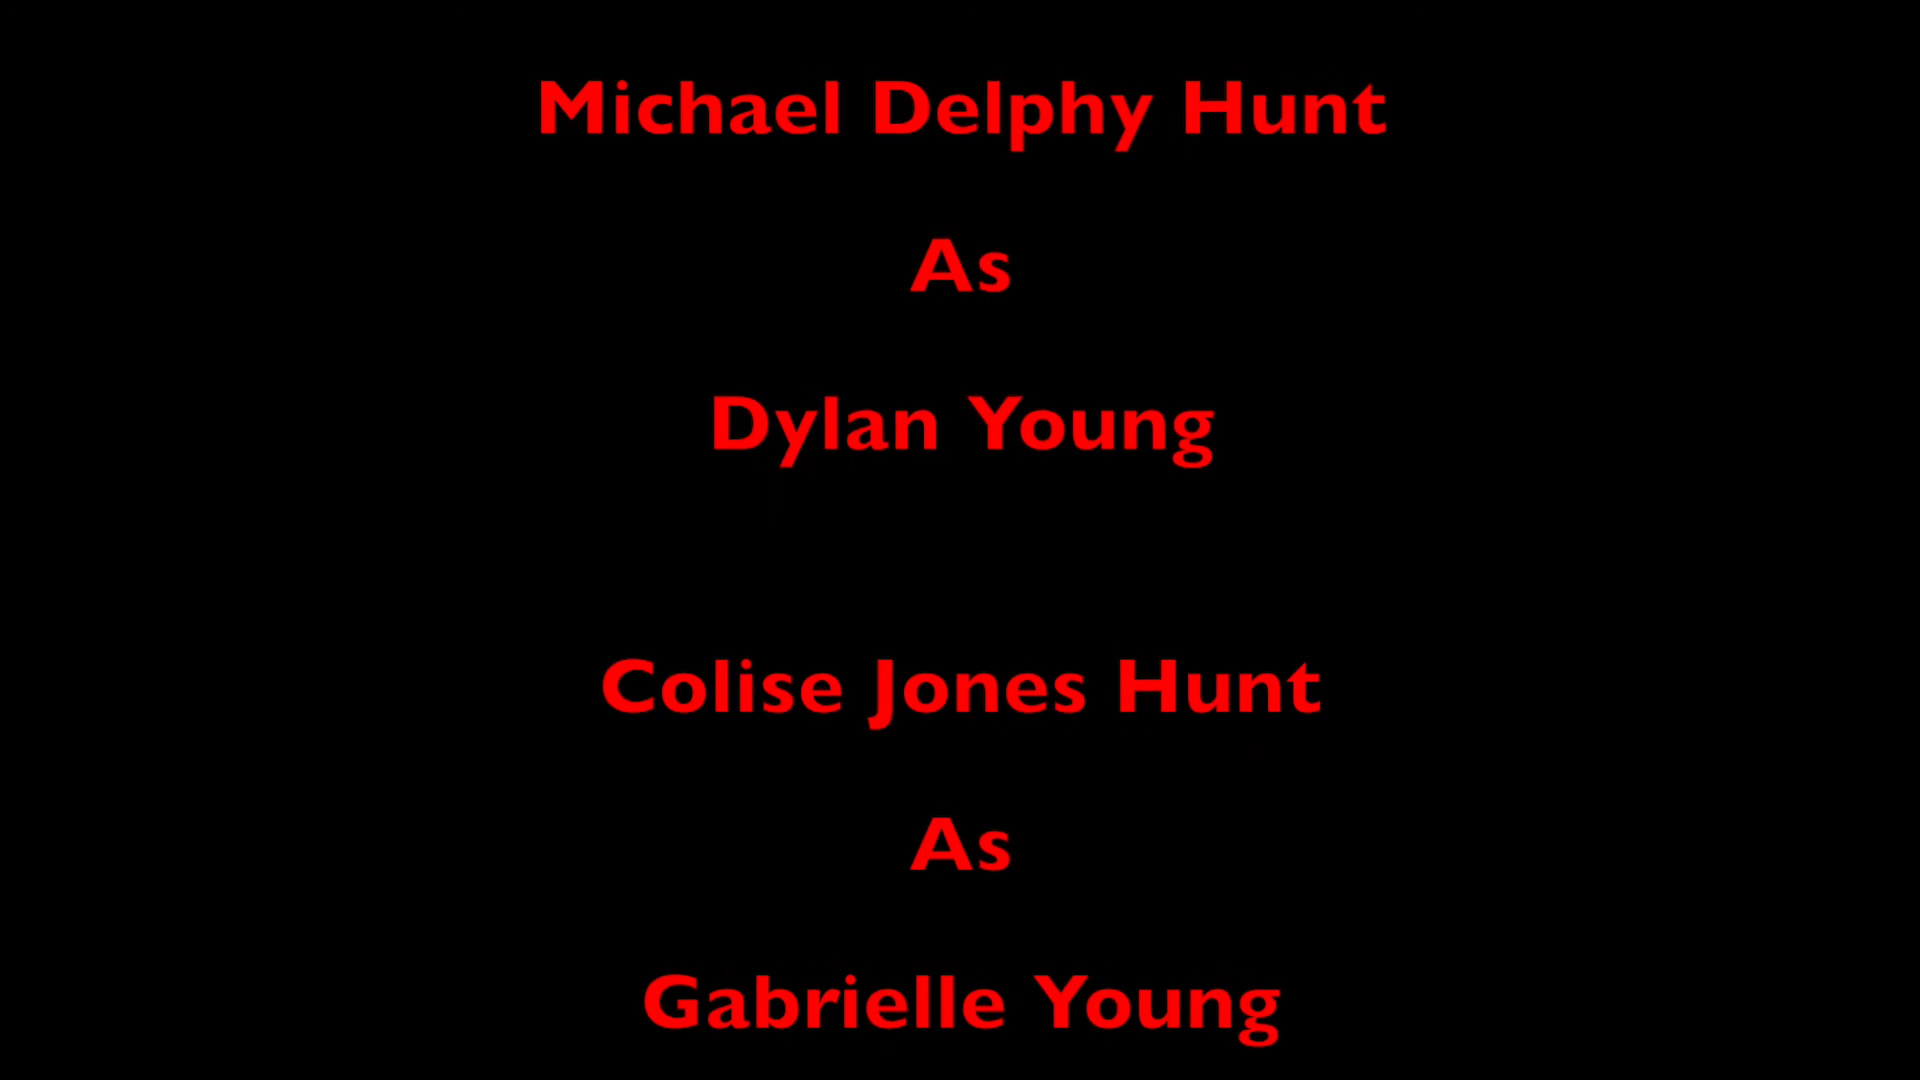 Michael Delphy Hunt
As
Dylan Young
Colise Jones Hunt
As
Gabrielle Young